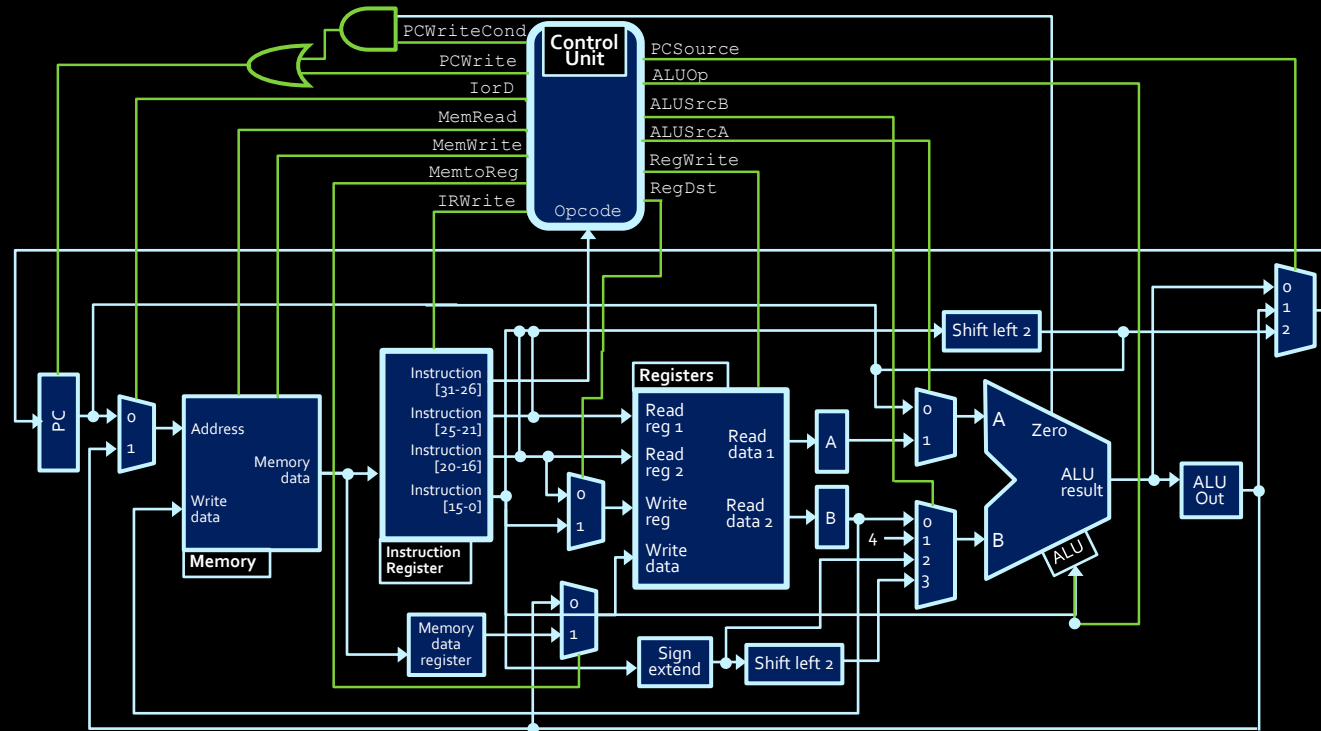 PCWriteCond
PCWrite
IorD
MemRead
MemWrite
MemtoReg
IRWrite
Control
Unit
Opcode
PCSource
ALUOp
ALUSrcB
ALUSrcA
RegWrite
RegDst
0
1
2
Shift left 2
PC
0
1
Address
Memory
data
Write
data
Memory
Instruction
[31-26]
Instruction
[25-21]
Instruction
[20-16]
Instruction
[15-0]
Instruction
Register
0
1
Registers
Read
reg 1
Read
reg 2
Write
reg
Write
data
Read
data 1
Read
data 2
A
B
0
1
4
0
1
2
3
A
B
Zero
ALU
result
ALU
ALU
Out
Memory
data
register
0
1
Sign
extend
Shift left 2